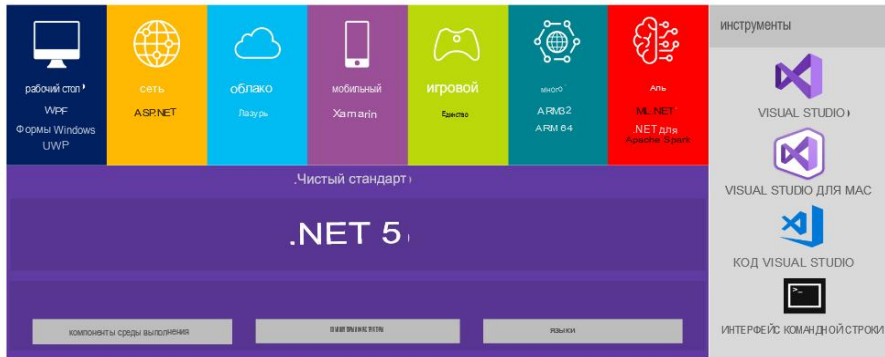 рабочий стол
WPF
Формы Windows
UWP
сеть
ASP.NET
облако
Лазурь
мобильный
Xamarin
игровой
Единство
много
ARM32
ARM 64
Аль
ML.NET
.NET для
Apache Spark
.Чистый стандарт
.NET 5
компоненты среды выполнения
языки
инструменты
VISUAL STUDIO
VISUAL STUDIO ДЛЯ MAC
КОД VISUAL STUDIO
ИНТЕРФЕЙС КОМАНДНОЙ СТРОКИ